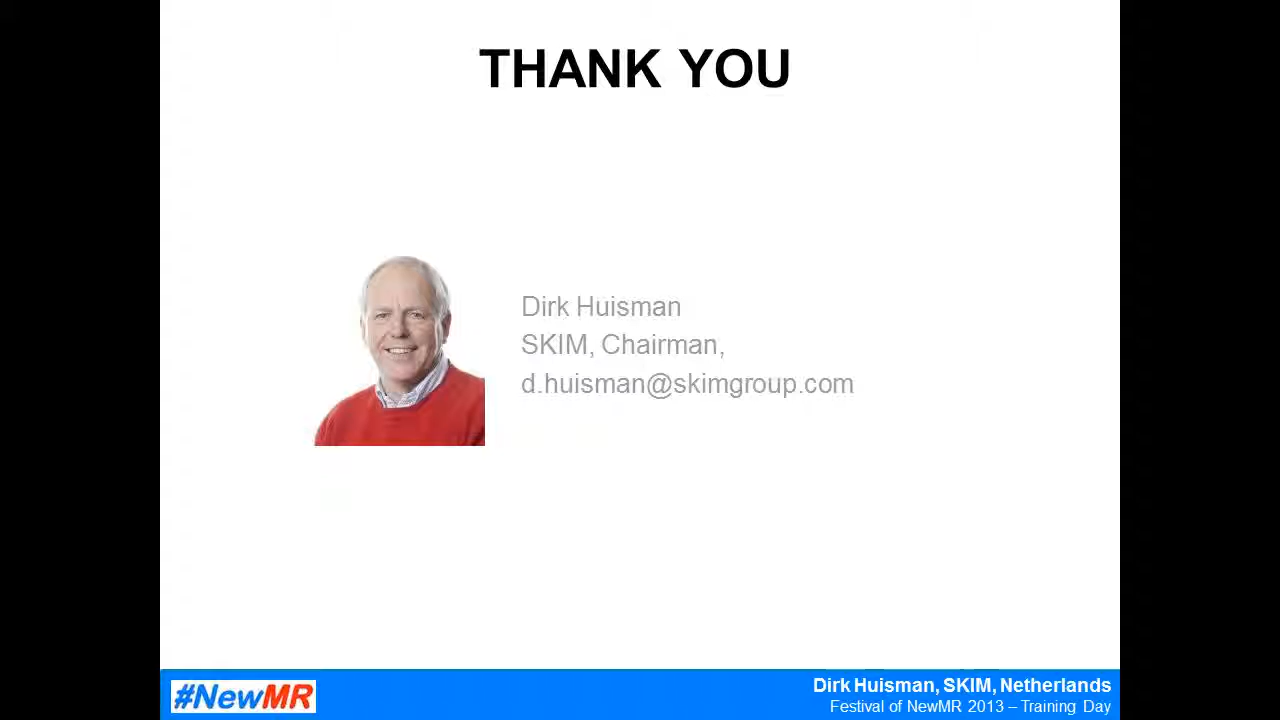 THANK YOU
Dirk Huisman
SKIM, Chairman,
d.huisman@skimgroup.com
#NewMR
Dirk Huisman, SKIM, Netherlands
Festival of NewMR 2013 – Training Day